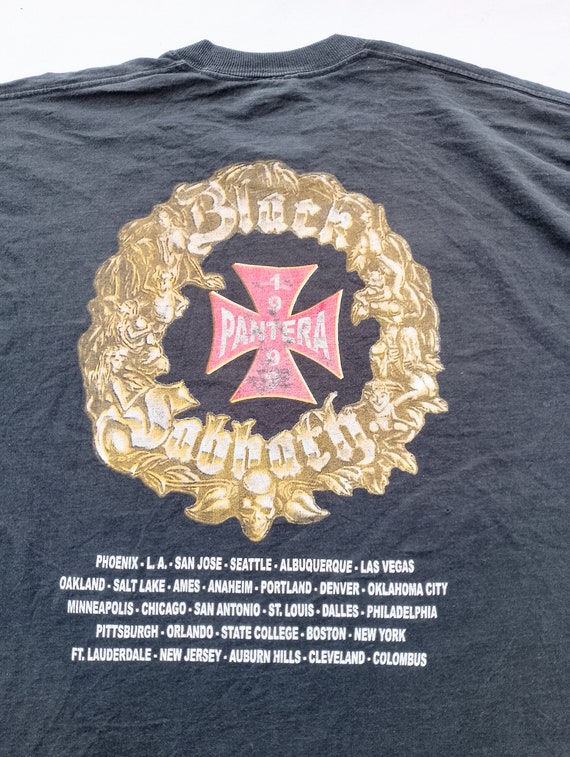 Black
1
9
PANTERA
9
Sabbath
PHOENIX - L. A. - SAN JOSE - SEATTLE - ALBUQUERQUE - LAS VEGAS
OAKLAND - SALT LAKE - AMES - ANAHEIM - PORTLAND - DENVER - OKLAHOMA CITY
MINNEAPOLIS - CHICAGO - SAN ANTONIO - ST. LOUIS - DALLES - PHILADELPHIA
PITTSBURGH - ORLANDO - STATE COLLEGE - BOSTON - NEW YORK
FT. LAUDERDALE - NEW JERSEY - AUBURN HILLS - CLEVELAND - COLOMBUS